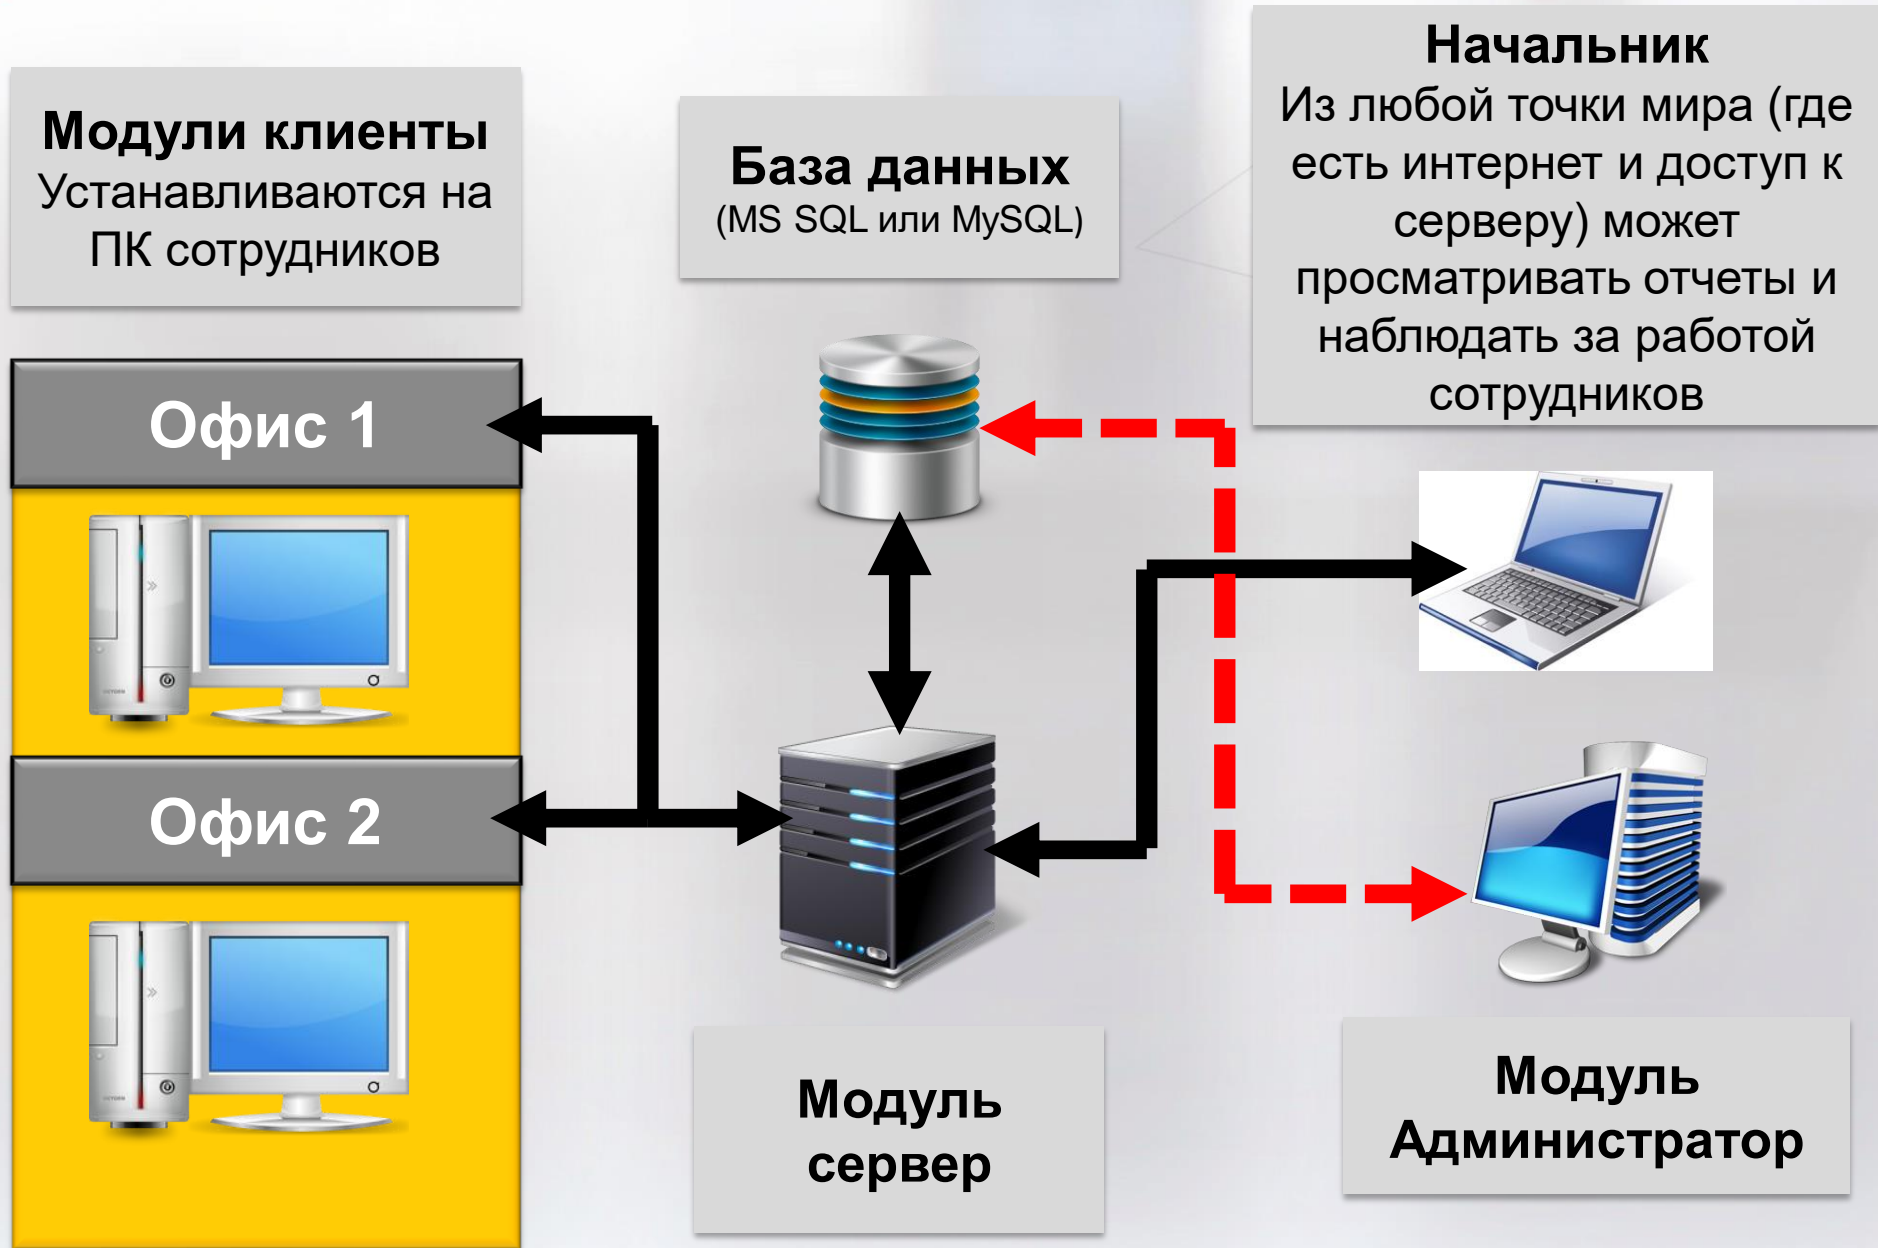 Модули клиенты
Устанавливаются на
ПК сотрудников
База данных
(MS SQL или MySQL)
Начальник
Из любой точки мира (где
есть интернет и доступ к
серверу) может
просматривать отчеты и
наблюдать за работой
сотрудников
Офис 1
Офис 2
Модуль
сервер
Модуль
Администратор